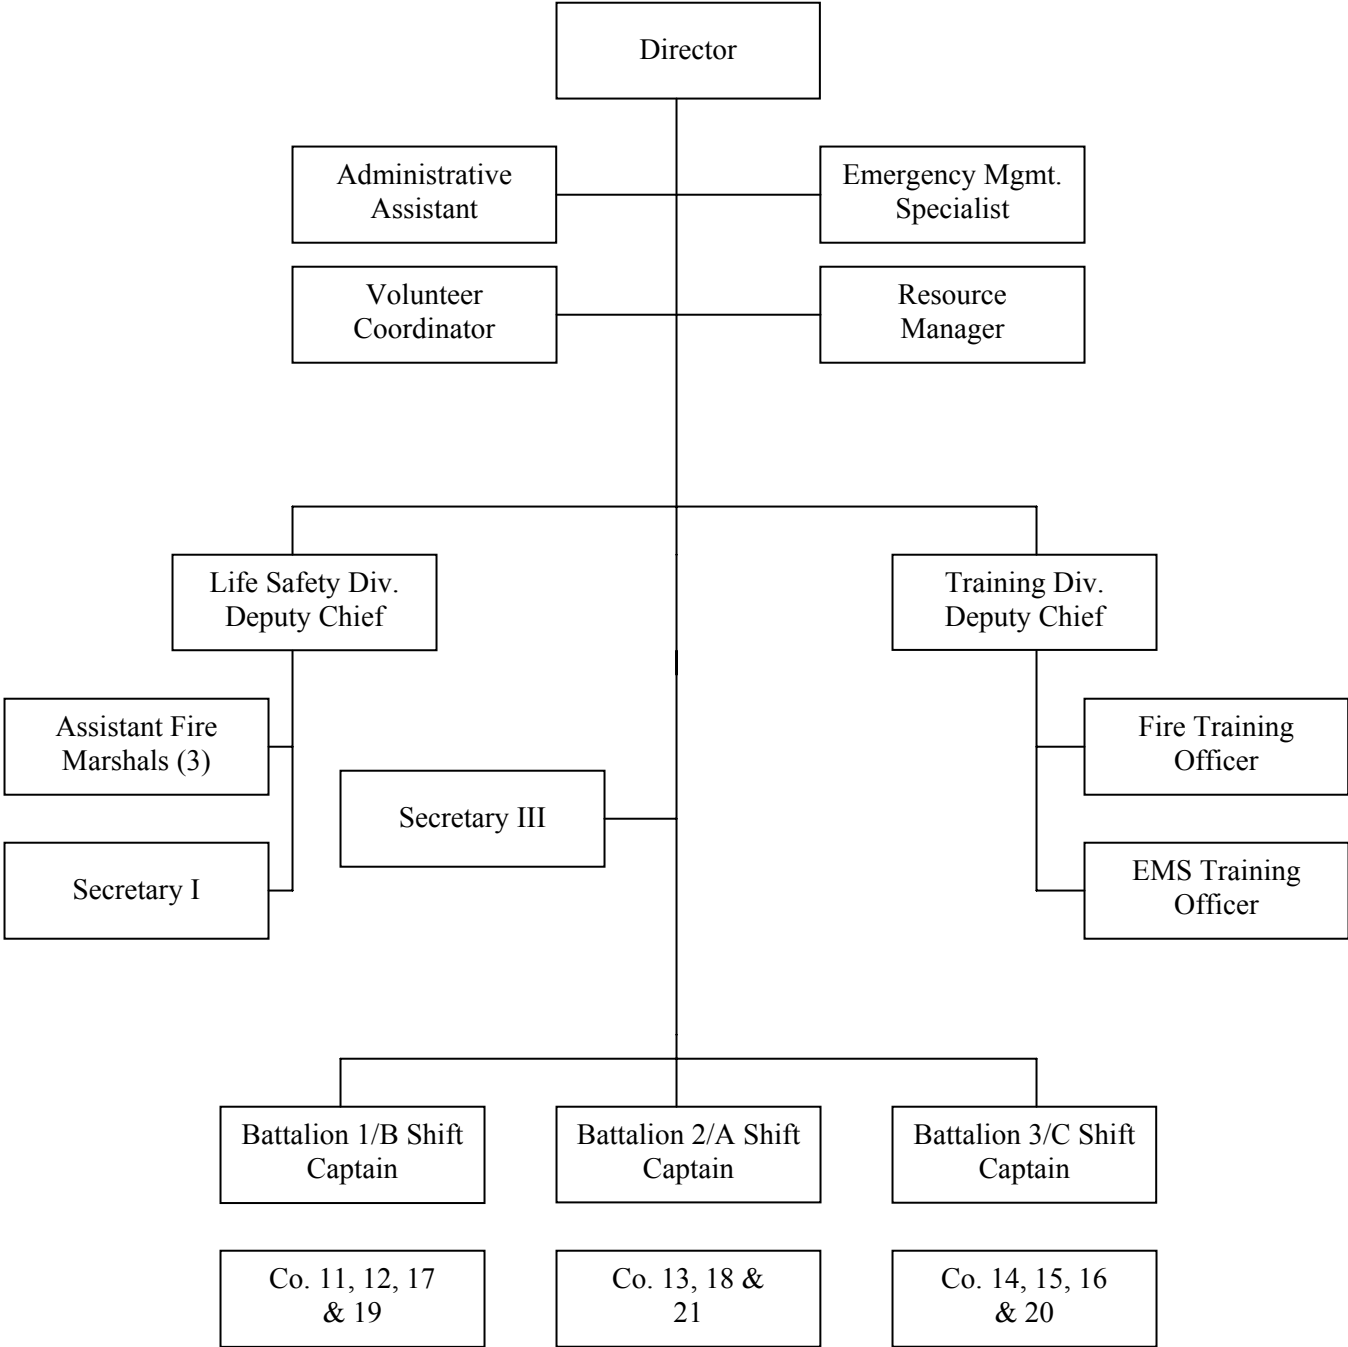 Director
Administrative
Assistant
Emergency Mgmt.
Specialist
Volunteer
Coordinator
Resource
Manager
Life Safety Div.
Deputy Chief
Training Div.
Deputy Chief
Assistant Fire
Marshals (3)
Fire Training
Officer
Secretary III
Secretary I
EMS Training
Officer
Battalion 1/B Shift
Captain
Battalion 2/A Shift
Captain
Battalion 3/C Shift
Captain
Co. 11, 12, 17
& 19
Co. 13, 18 &
21
Co. 14, 15, 16
& 20